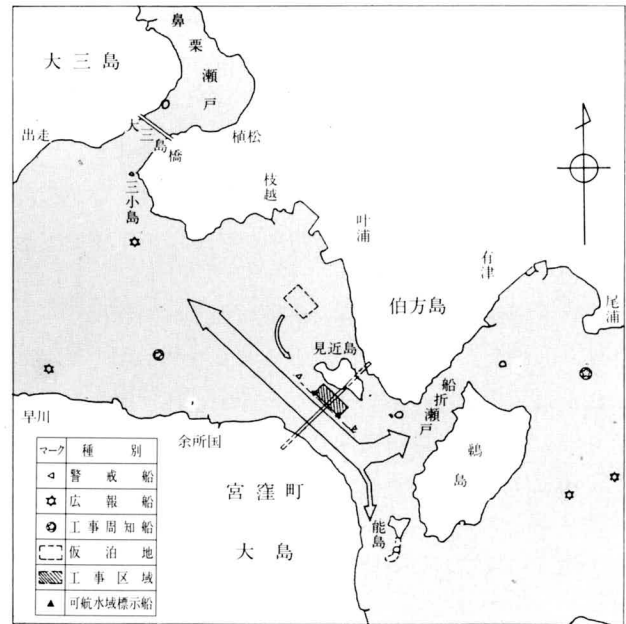 鼻栗瀬戸
大三島
大三島橋
出走
植松
三小島
枝越
叶浦
有津
尾浦
伯方島
見近島
船折瀬戸
鵜島
早川
余所国
宮窪町
大島
能島
マーク 種別
警戒船
広報船
工事周知船
仮泊地
工事区域
可航水域標示船